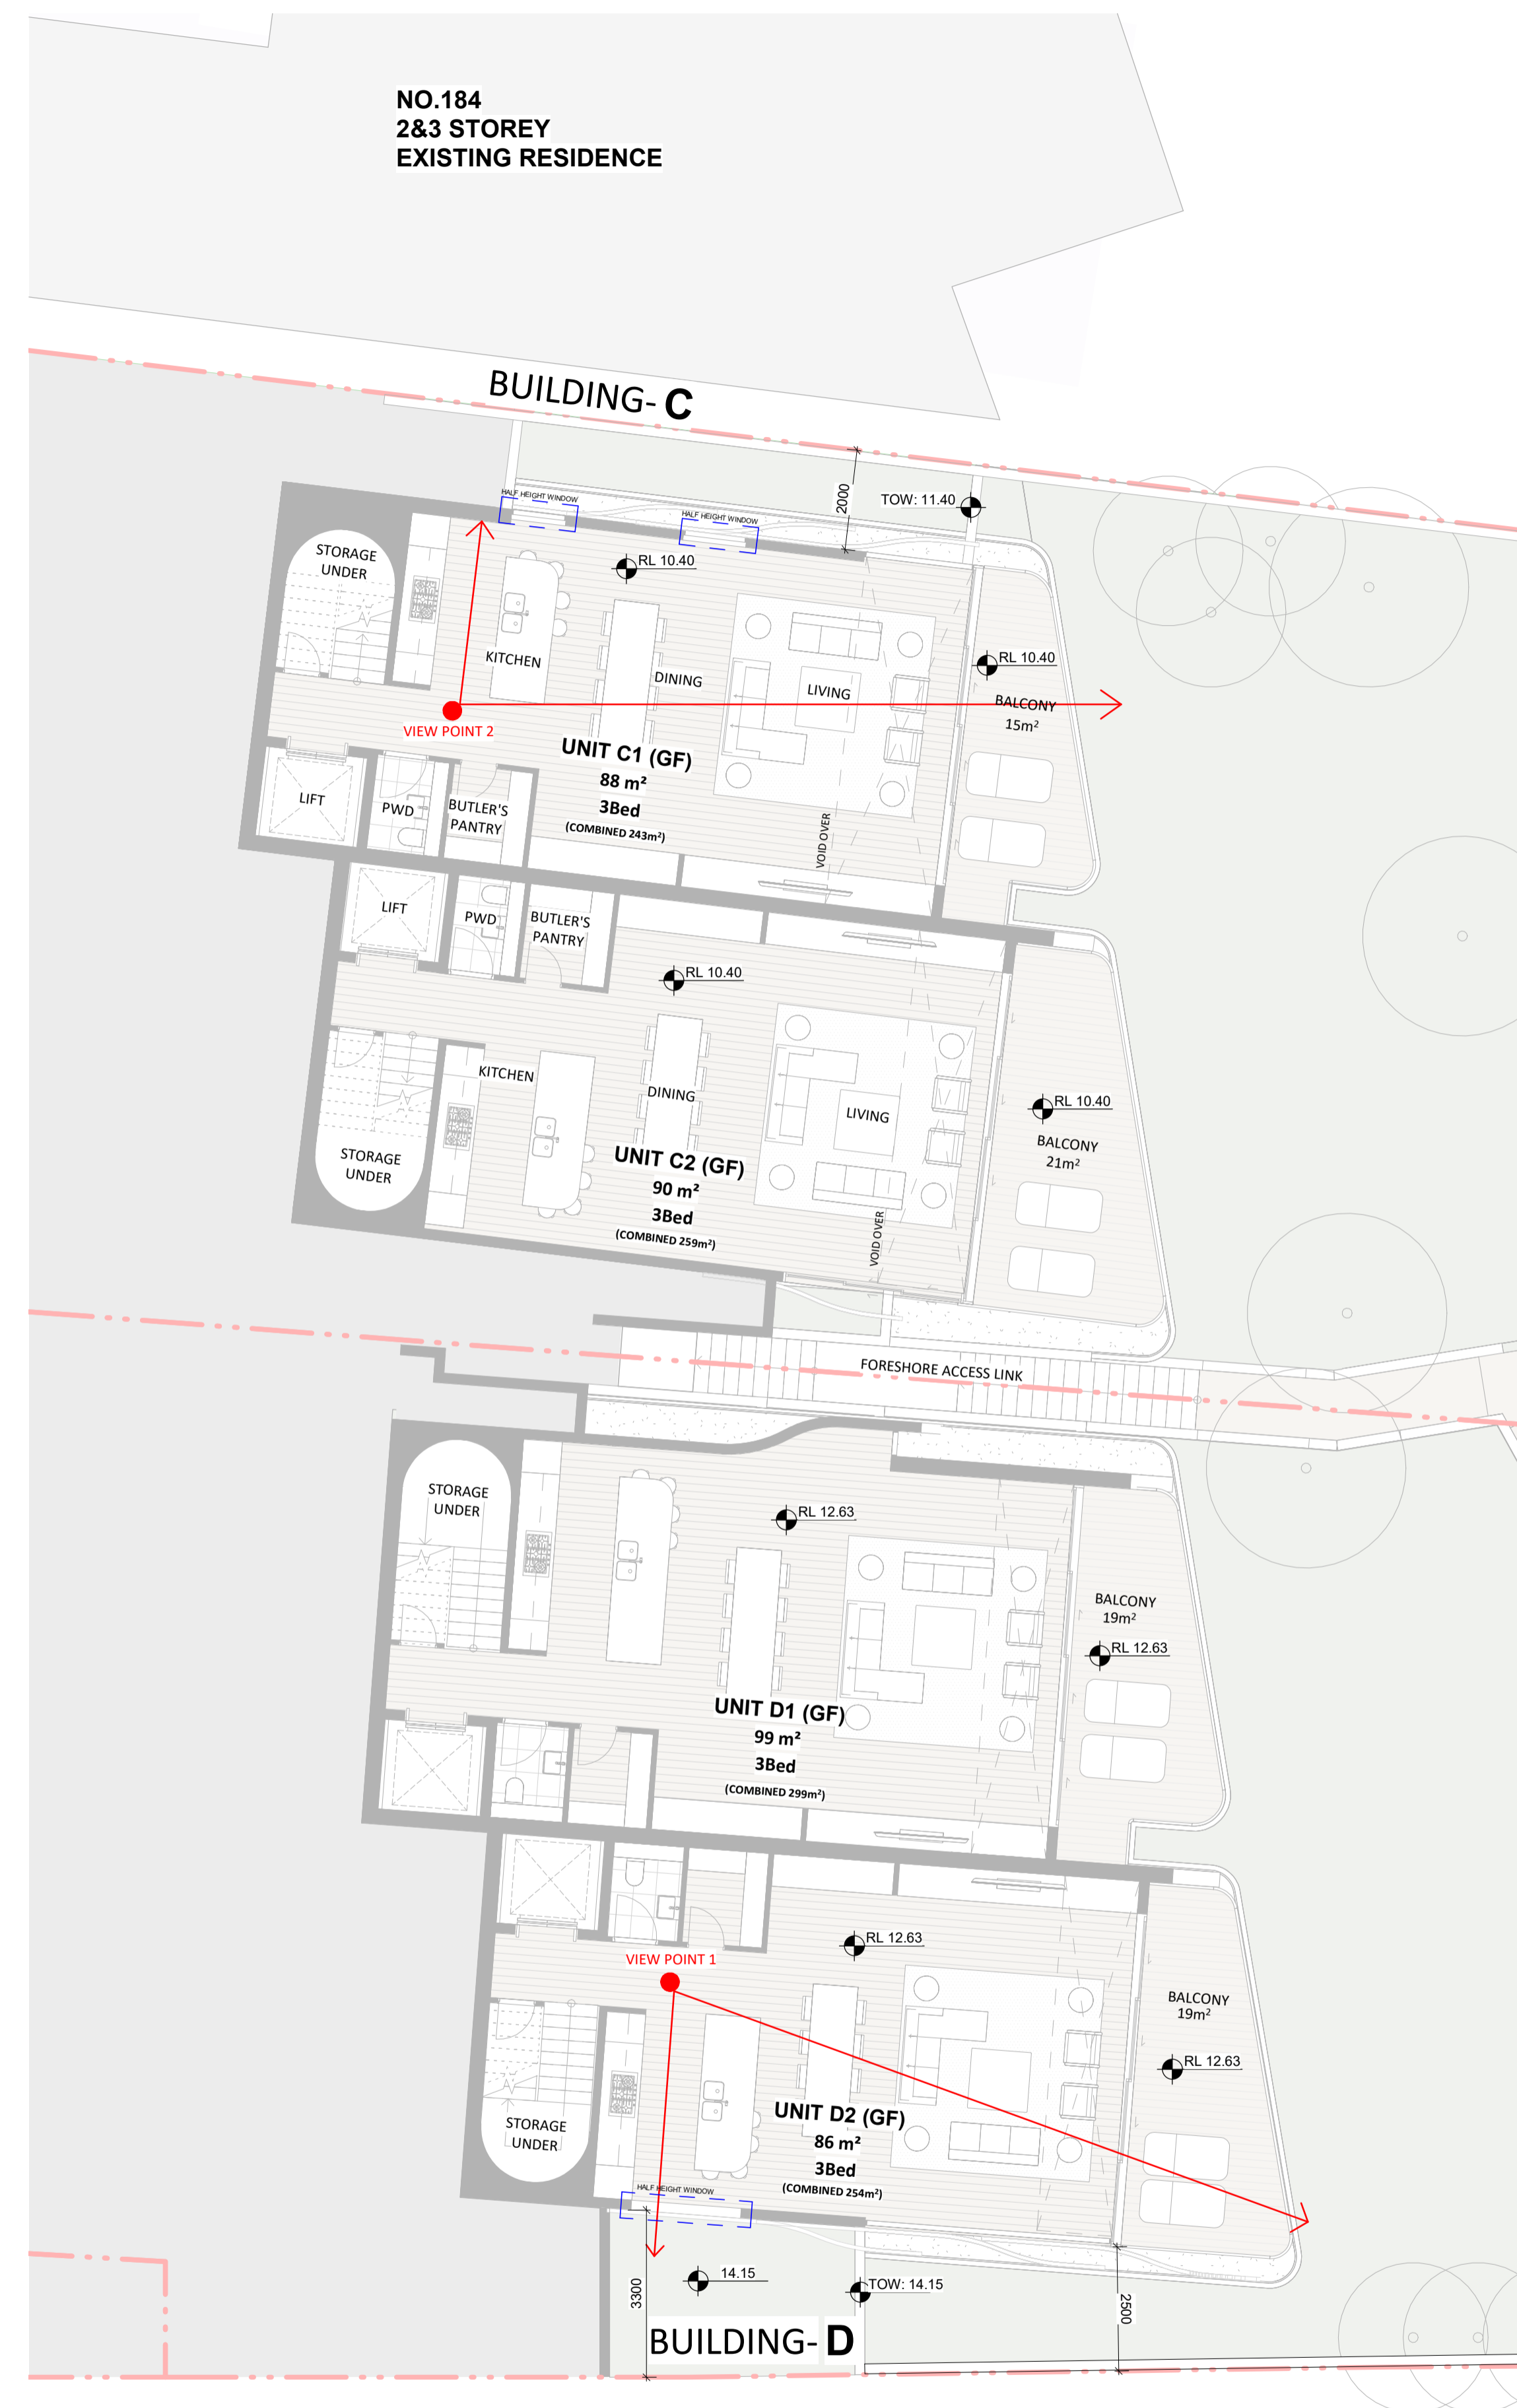 NO.184
2&3 STOREY
EXISTING RESIDENCE
BUILDING- C
2000
TOW: 11.40
HALF HEIGHT WINDOW
HALF HEIGHT WINDOW
STORAGE
UNDER
RL 10.40
KITCHEN
DINING
LIVING
RL 10.40
BALCONY
15m²
VIEW POINT 2
UNIT C1 (GF)
88 m²
3Bed
(COMBINED 243m²)
LIFT
PWD
BUTLER'S
PANTRY
VOID OVER
LIFT
PWD
BUTLER'S
PANTRY
RL 10.40
KITCHEN
DINING
LIVING
RL 10.40
BALCONY
21m²
STORAGE
UNDER
UNIT C2 (GF)
90 m²
3Bed
(COMBINED 259m²)
VOID OVER
FORESHORE ACCESS LINK
STORAGE
UNDER
RL 12.63
BALCONY
19m²
RL 12.63
UNIT D1 (GF)
99 m²
3Bed
(COMBINED 299m²)
RL 12.63
VIEW POINT 1
BALCONY
19m²
RL 12.63
STORAGE
UNDER
UNIT D2 (GF)
86 m²
3Bed
(COMBINED 254m²)
HALF HEIGHT WINDOW
14.15
TOW: 14.15
3300
2500
BUILDING- D